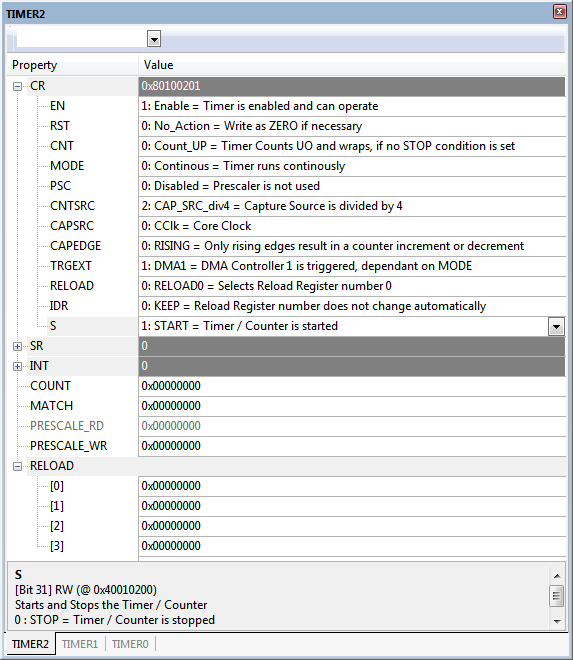 TIMER2
Property Value
CR 0x80100201
EN 1: Enable = Timer is enabled and can operate
RST 0: No_Action = Write as ZERO if necessary
CNT 0: Count_UP = Timer Counts UO and wraps, if no STOP condition is set
MODE 0: Continous = Timer runs continously
PSC 0: Disabled = Prescaler is not used
CNTSRC 2: CAP_SRC_div4 = Capture Source is divided by 4
CAPSRC 0: CClk = Core Clock
CAPEDGE 0: RISING = Only rising edges result in a counter increment or decrement
TRGEXT 1: DMA1 = DMA Controller 1 is triggered, dependant on MODE
RELOAD 0: RELOAD0 = Selects Reload Register number 0
IDR 0: KEEP = Reload Register number does not change automatically
S 1: START = Timer / Counter is started
SR 0
INT 0
COUNT 0x00000000
MATCH 0x00000000
PRESCALE_RD 0x00000000
PRESCALE_WR 0x00000000
RELOAD
[0] 0x00000000
[1] 0x00000000
[2] 0x00000000
[3] 0x00000000
S
[Bit 31] RW (@ 0x40010200)
Starts and Stops the Timer / Counter
0 : STOP = Timer / Counter is stopped
TIMER2 TIMER1 TIMER0